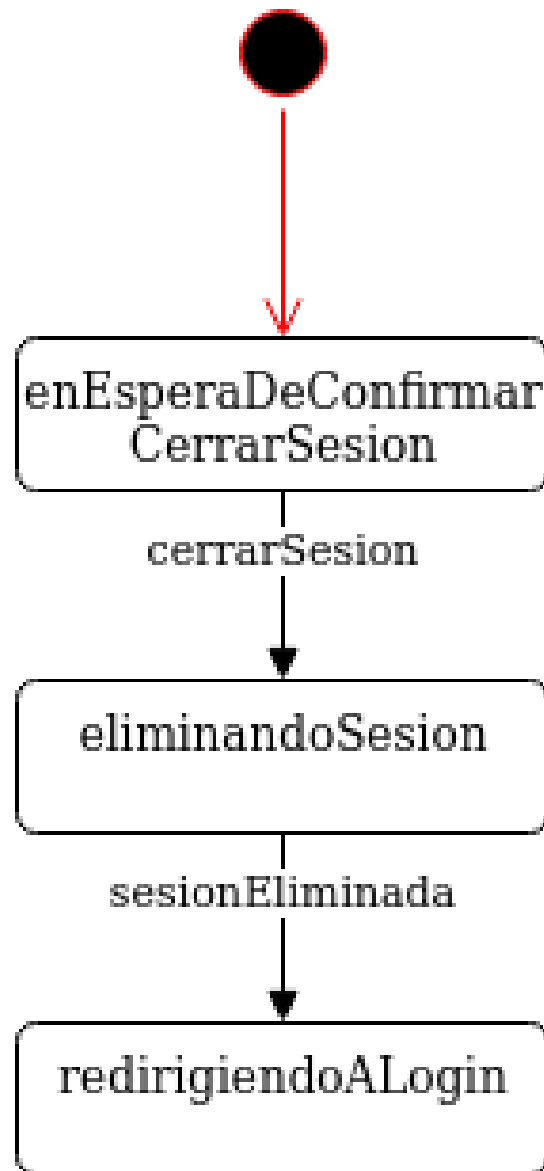 enEsperaDeConfirmar
CerrarSesion
cerrarSesion
eliminandoSesion
sesionEliminada
redirigiendoALogin